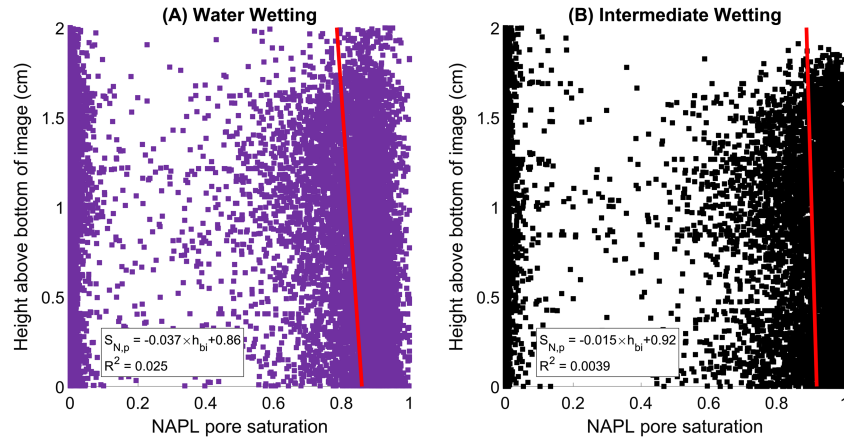 (A) Water Wetting
Height above bottom of image (cm)
2
1.5
1
0.5
0
S_N,p = -0.037×h_bi+0.86
R² = 0.025
0 0.2 0.4 0.6 0.8 1
NAPL pore saturation
(B) Intermediate Wetting
Height above bottom of image (cm)
2
1.5
1
0.5
0
S_N,p = -0.015×h_bi+0.92
R² = 0.0039
0 0.2 0.4 0.6 0.8 1
NAPL pore saturation